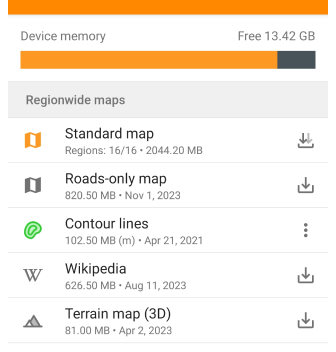 Device memory Free 13.42 GB
Regionwide maps
Standard map
Regions: 16/16 • 2044.20 MB
Roads-only map
820.50 MB • Nov 1, 2023
Contour lines
102.50 MB (m) • Apr 21, 2021
W Wikipedia
626.50 MB • Aug 11, 2023
Terrain map (3D)
81.00 MB • Apr 2, 2023